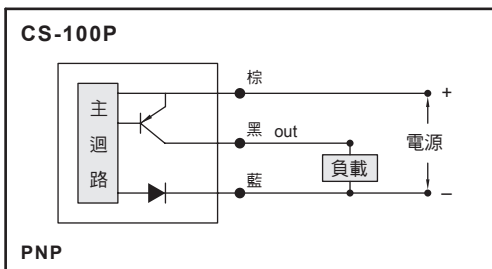 CS-100P
棕
+
主
迴
路
黑 out
電源
負載
藍
−
PNP